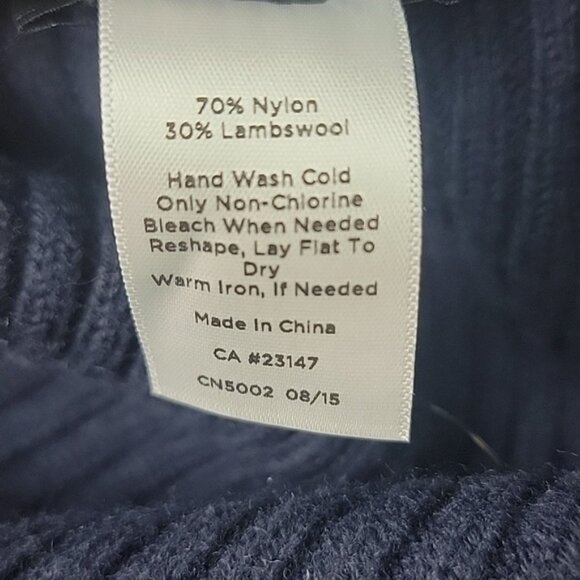 70% Nylon
30% Lambswool
Hand Wash Cold
Only Non-Chlorine
Bleach When Needed
Reshape, Lay Flat To
Dry
Warm Iron, If Needed
Made In China
CA #23147
CN5002 08/15